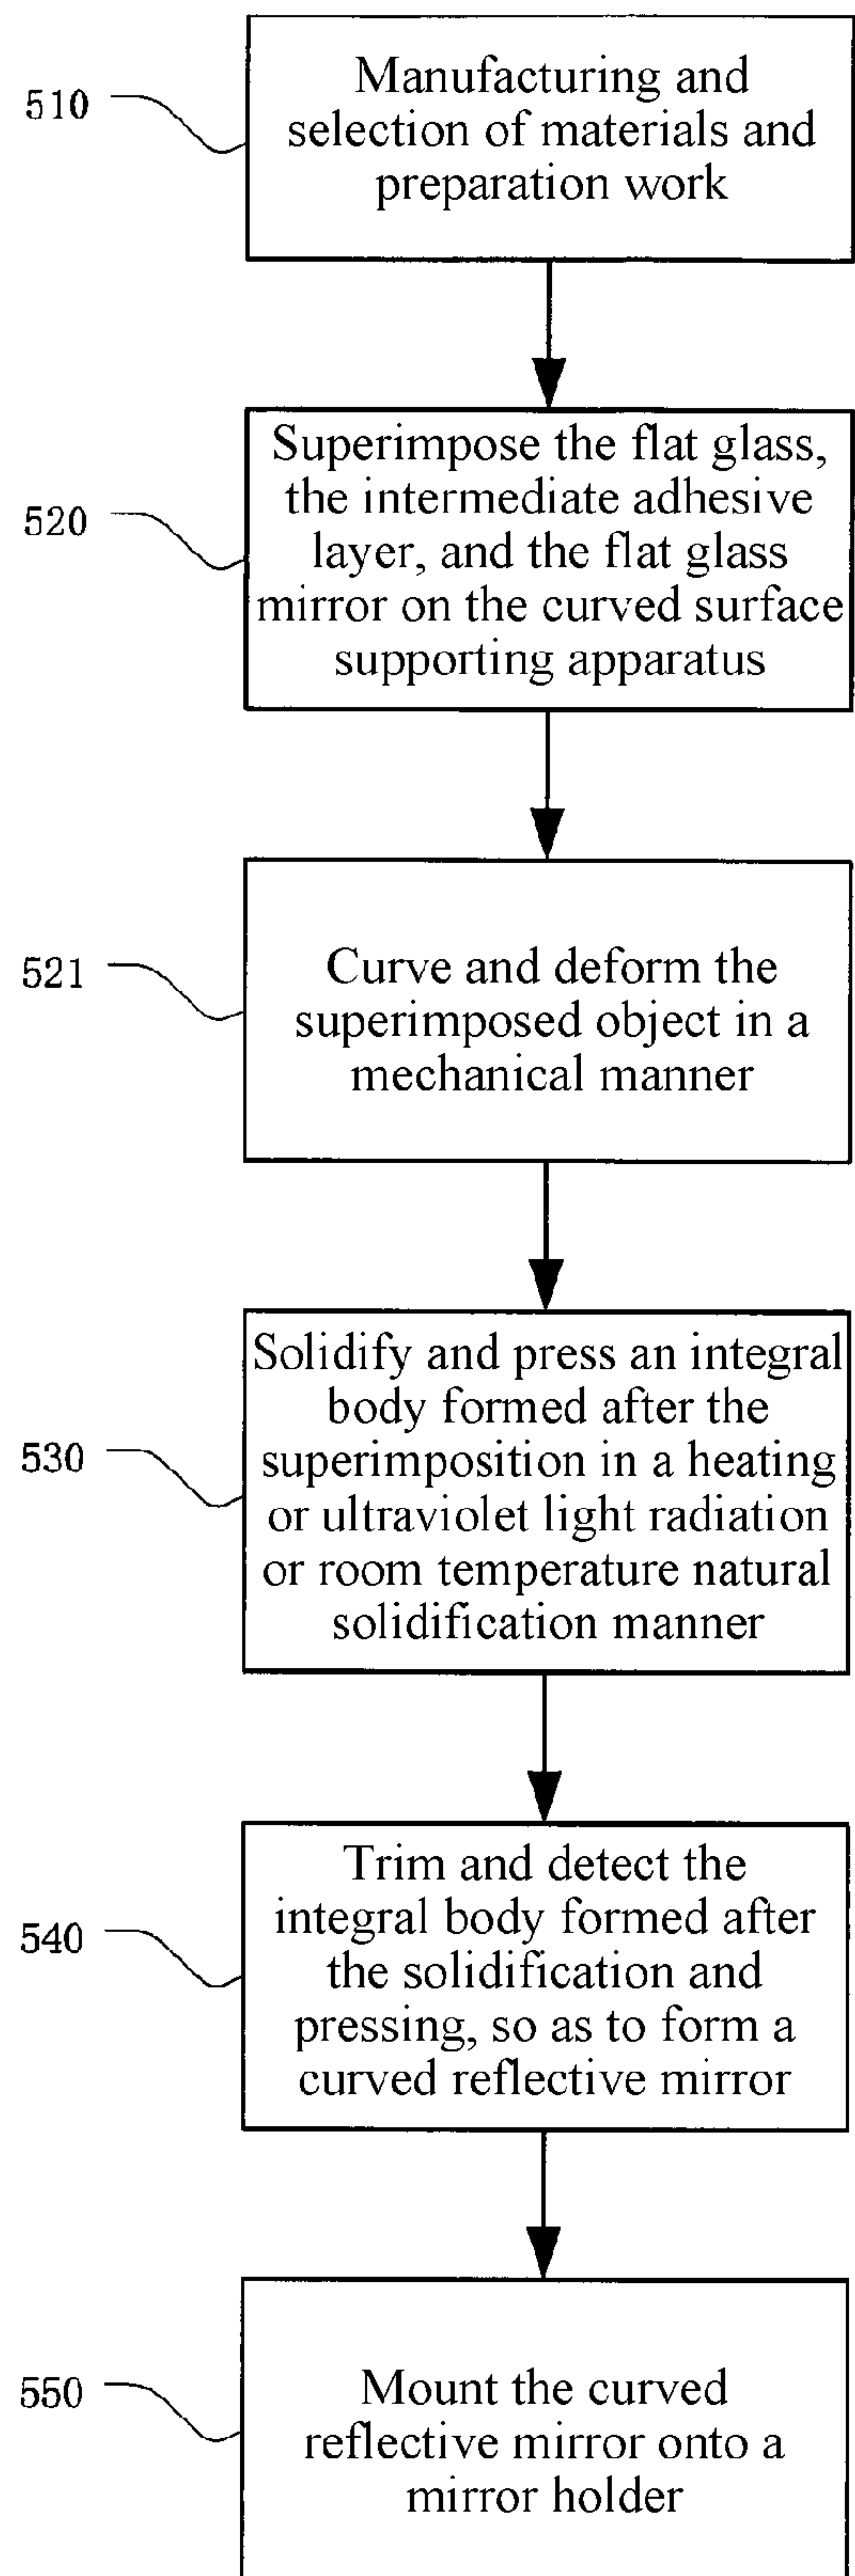 510
Manufacturing and
selection of materials and
preparation work
520
Superimpose the flat glass,
the intermediate adhesive
layer, and the flat glass
mirror on the curved surface
supporting apparatus
521
Curve and deform the
superimposed object in a
mechanical manner
530
Solidify and press an integral
body formed after the
superimposition in a heating
or ultraviolet light radiation
or room temperature natural
solidification manner
540
Trim and detect the
integral body formed after
the solidification and
pressing, so as to form a
curved reflective mirror
550
Mount the curved
reflective mirror onto a
mirror holder